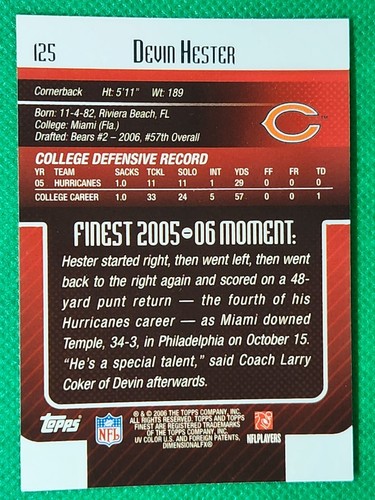 125 DEVIN HESTER
Cornerback Ht: 5'11" Wt: 189
Born: 11-4-82, Riviera Beach, FL
College: Miami (Fla.)
Drafted: Bears #2 – 2006, #57th Overall
COLLEGE DEFENSIVE RECORD
YR TEAM SACKS TCKL SOLO INT YDS FF FR TD
05 HURRICANES 1.0 11 11 1 29 0 0 0
COLLEGE CAREER 1.0 33 24 5 57 0 0 1
FINEST 2005-06 MOMENT:
Hester started right, then went left, then went
back to the right again and scored on a 48-
yard punt return — the fourth of his
Hurricanes career — as Miami downed
Temple, 34-3, in Philadelphia on October 15.
"He's a special talent," said Coach Larry
Coker of Devin afterwards.
Topps
NFL
NFLPLAYERS
® & © 2006 THE TOPPS COMPANY, INC.
ALL RIGHTS RESERVED. TOPPS AND TOPPS
FINEST ARE REGISTERED TRADEMARKS
OF THE TOPPS COMPANY, INC.
UV COLOR U.S. AND FOREIGN PATENTS.
DIMENSIONALFX®